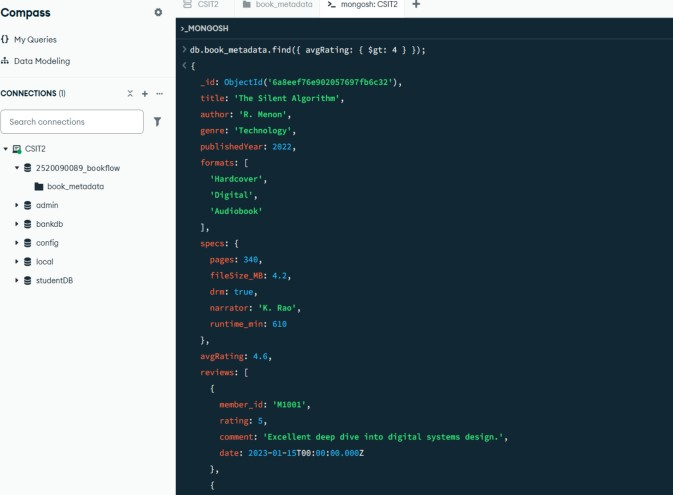 Compass
My Queries
Data Modeling
CONNECTIONS (1)
Search connections
CSIT2
2520090089_bookflow
book_metadata
admin
bankdb
config
local
studentDB
CSIT2
book_metadata
>_ mongosh: CSIT2
+
>_MONGOSH
> db.book_metadata.find({ avgRating: { $gt: 4 } });
< {
_id: ObjectId('6a8eef76e902057697fb6c32'),
title: 'The Silent Algorithm',
author: 'R. Menon',
genre: 'Technology',
publishedYear: 2022,
formats: [
'Hardcover',
'Digital',
'Audiobook'
],
specs: {
pages: 340,
fileSize_MB: 4.2,
drm: true,
narrator: 'K. Rao',
runtime_min: 610
},
avgRating: 4.6,
reviews: [
{
member_id: 'M1001',
rating: 5,
comment: 'Excellent deep dive into digital systems design.',
date: 2023-01-15T00:00:00.000Z
},
{